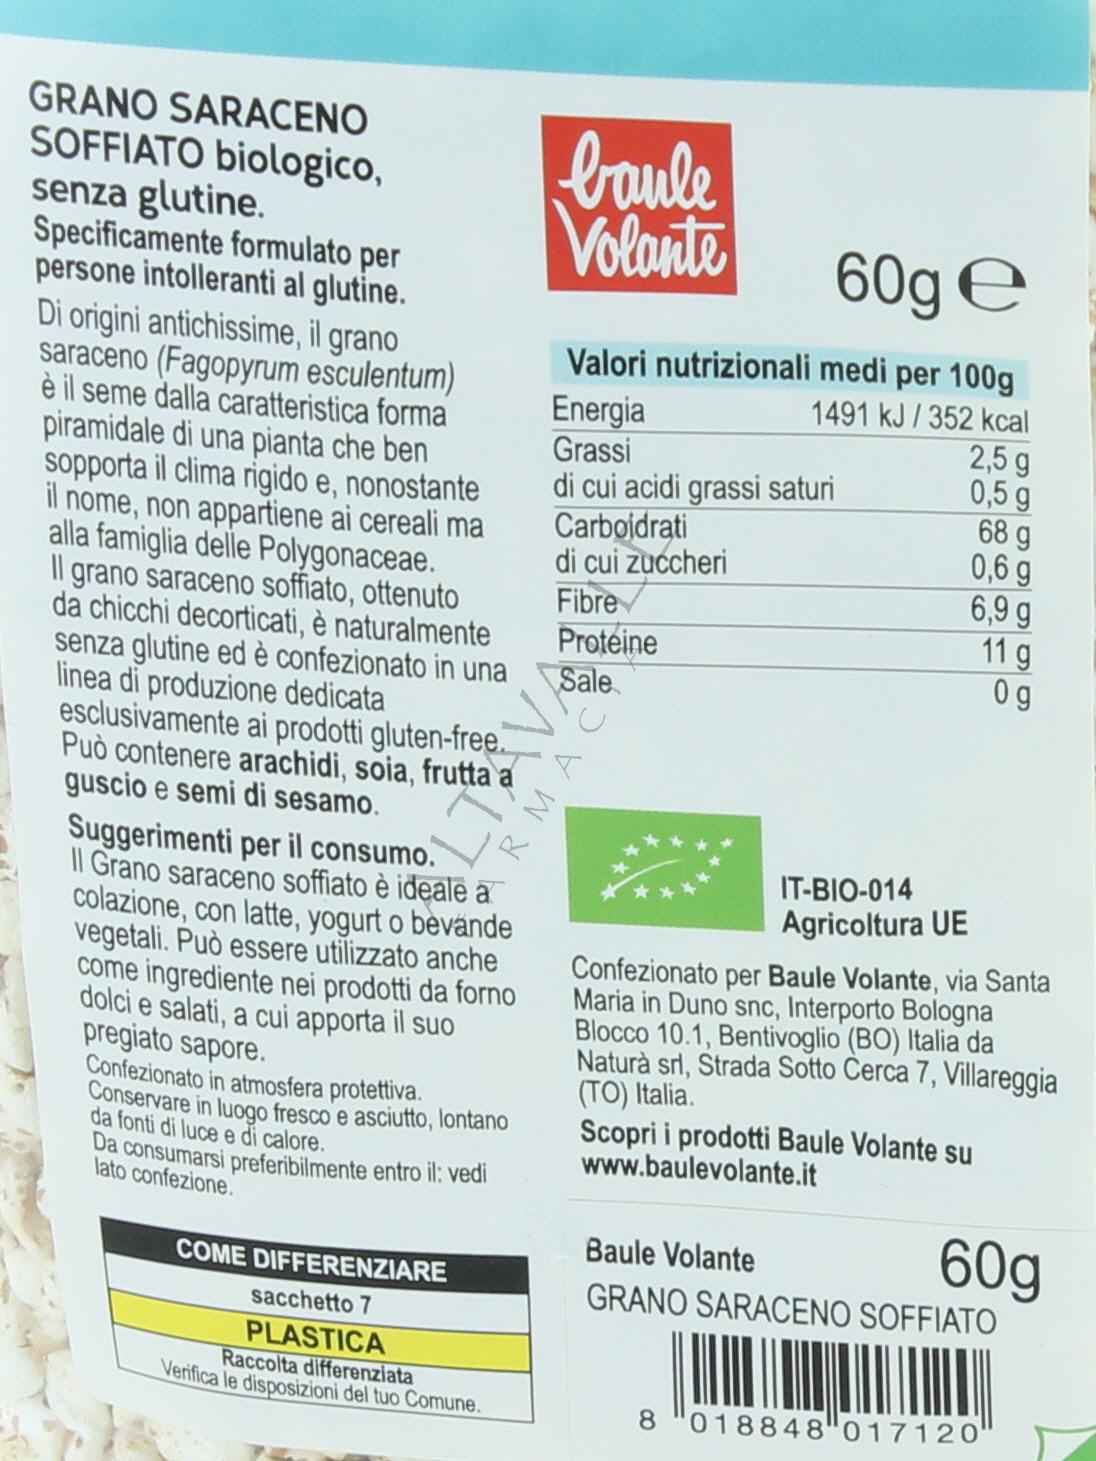 GRANO SARACENO
SOFFIATO biologico,
senza glutine.
Specificamente formulato per
persone intolleranti al glutine.
Di origini antichissime, il grano
saraceno (Fagopyrum esculentum)
è il seme dalla caratteristica forma
piramidale di una pianta che ben
sopporta il clima rigido e, nonostante
il nome, non appartiene ai cereali ma
alla famiglia delle Polygonaceae.
Il grano saraceno soffiato, ottenuto
da chicchi decorticati, è naturalmente
senza glutine ed è confezionato in una
linea di produzione dedicata
esclusivamente ai prodotti gluten-free.
Può contenere arachidi, soia, frutta a
guscio e semi di sesamo.
Suggerimenti per il consumo.
Il Grano saraceno soffiato è ideale a
colazione, con latte, yogurt o bevande
vegetali. Può essere utilizzato anche
come ingrediente nei prodotti da forno
dolci e salati, a cui apporta il suo
pregiato sapore.
Confezionato in atmosfera protettiva.
Conservare in luogo fresco e asciutto, lontano
da fonti di luce e di calore.
Da consumarsi preferibilmente entro il: vedi
lato confezione.
COME DIFFERENZIARE
sacchetto 7
PLASTICA
Raccolta differenziata
Verifica le disposizioni del tuo Comune.
baule
Volante
60g e
Valori nutrizionali medi per 100g
Energia 1491 kJ / 352 kcal
Grassi 2,5 g
di cui acidi grassi saturi 0,5 g
Carboidrati 68 g
di cui zuccheri 0,6 g
Fibre 6,9 g
Proteine 11 g
Sale 0 g
ALTAVALLE
FARMACIA
IT-BIO-014
Agricoltura UE
Confezionato per Baule Volante, via Santa
Maria in Duno snc, Interporto Bologna
Blocco 10.1, Bentivoglio (BO) Italia da
Naturà srl, Strada Sotto Cerca 7, Villareggia
(TO) Italia.
Scopri i prodotti Baule Volante su
www.baulevolante.it
Baule Volante 60g
GRANO SARACENO SOFFIATO
8 018848 017120